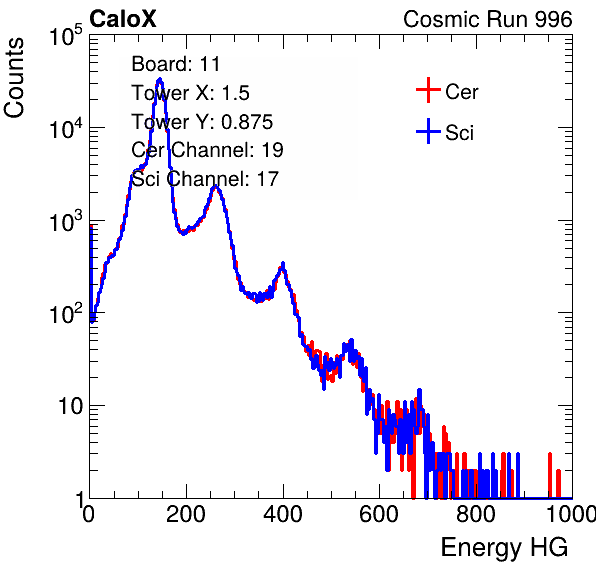 CaloX Cosmic Run 996
Counts
Board: 11
Tower X: 1.5
Tower Y: 0.875
Cer Channel: 19
Sci Channel: 17
Cer
Sci
10^5
10^4
10^3
10^2
10
1
0 200 400 600 800 1000
Energy HG